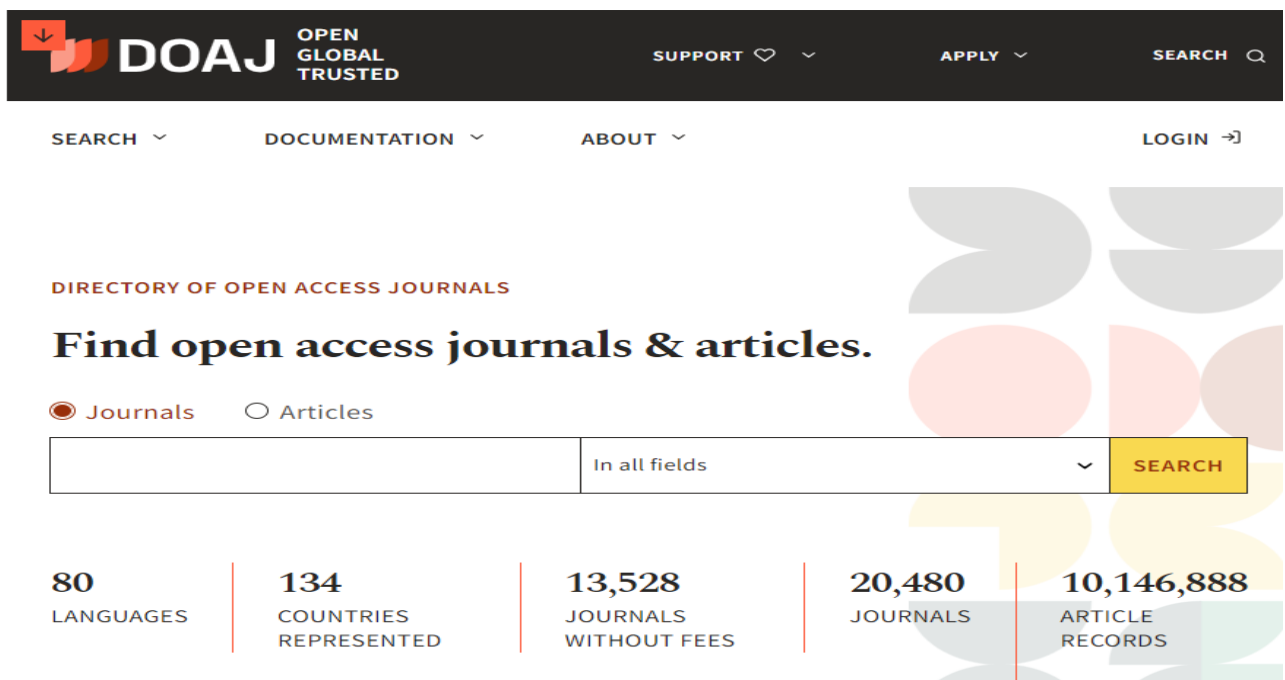 DOAJ
OPEN
GLOBAL
TRUSTED
SUPPORT
APPLY
SEARCH
SEARCH
DOCUMENTATION
ABOUT
LOGIN
DIRECTORY OF OPEN ACCESS JOURNALS
Find open access journals & articles.
Journals
Articles
In all fields
SEARCH
80
LANGUAGES
134
COUNTRIES
REPRESENTED
13,528
JOURNALS
WITHOUT FEES
20,480
JOURNALS
10,146,888
ARTICLE
RECORDS